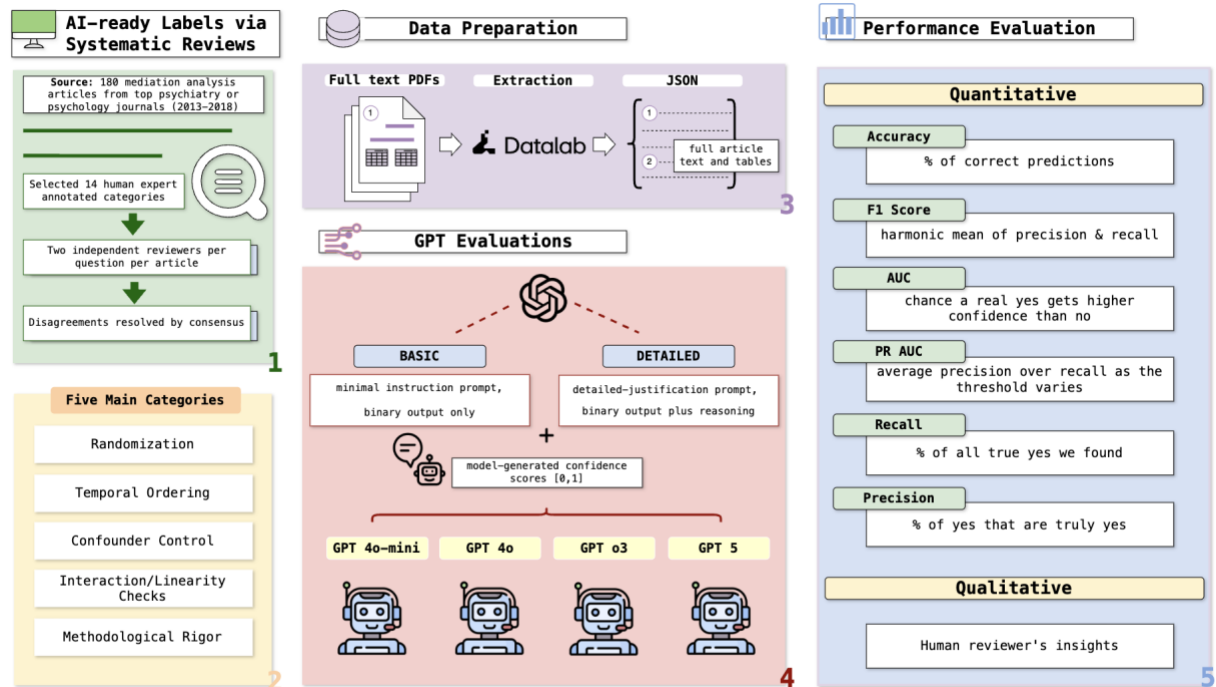 AI-ready Labels via
Systematic Reviews
Source: 180 mediation analysis
articles from top psychiatry or
psychology journals (2013–2018)
Selected 14 human expert
annotated categories
Two independent reviewers per
question per article
Disagreements resolved by consensus
1
Five Main Categories
Randomization
Temporal Ordering
Confounder Control
Interaction/Linearity
Checks
Methodological Rigor
2
Data Preparation
Full text PDFs
Extraction
JSON
1
Datalab
1
2
full article
text and tables
3
GPT Evaluations
BASIC
DETAILED
minimal instruction prompt,
binary output only
detailed-justification prompt,
binary output plus reasoning
+
model-generated confidence
scores [0,1]
GPT 4o-mini
GPT 4o
GPT o3
GPT 5
4
Performance Evaluation
Quantitative
Accuracy
% of correct predictions
F1 Score
harmonic mean of precision & recall
AUC
chance a real yes gets higher
confidence than no
PR AUC
average precision over recall as the
threshold varies
Recall
% of all true yes we found
Precision
% of yes that are truly yes
Qualitative
Human reviewer's insights
5